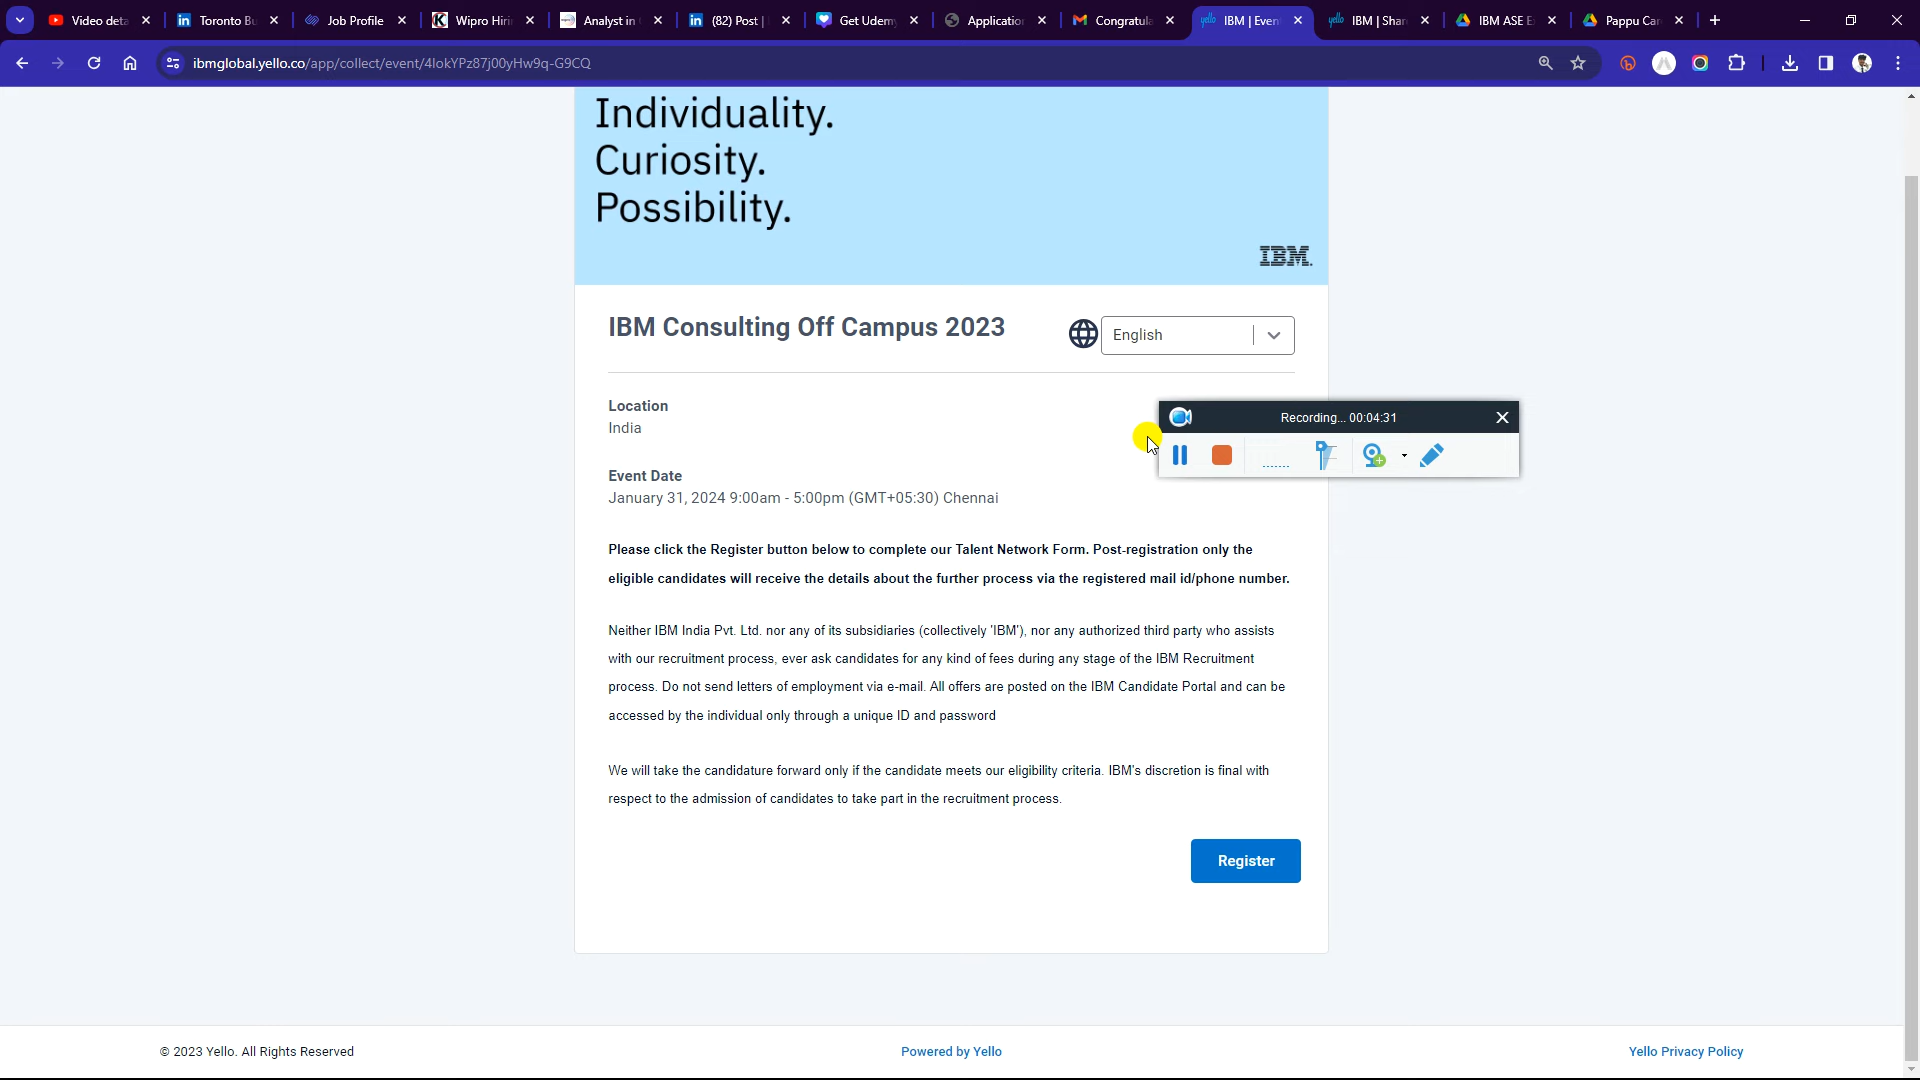 Video deta
Toronto Bu
Job Profile
Wipro Hirin
Analyst in
(82) Post |
Get Udemy
Application
Congratula
IBM | Even
IBM | Shar
IBM ASE E
Pappu Car
ibmglobal.yello.co/app/collect/event/4lokYPz87j00yHw9q-G9CQ
Individuality.
Curiosity.
Possibility.
IBM.
IBM Consulting Off Campus 2023
English
Location
India
Recording... 00:04:31
Event Date
January 31, 2024 9:00am - 5:00pm (GMT+05:30) Chennai
Please click the Register button below to complete our Talent Network Form. Post-registration only the
eligible candidates will receive the details about the further process via the registered mail id/phone number.
Neither IBM India Pvt. Ltd. nor any of its subsidiaries (collectively 'IBM'), nor any authorized third party who assists
with our recruitment process, ever ask candidates for any kind of fees during any stage of the IBM Recruitment
process. Do not send letters of employment via e-mail. All offers are posted on the IBM Candidate Portal and can be
accessed by the individual only through a unique ID and password
We will take the candidature forward only if the candidate meets our eligibility criteria. IBM's discretion is final with
respect to the admission of candidates to take part in the recruitment process.
Register
© 2023 Yello. All Rights Reserved
Powered by Yello
Yello Privacy Policy